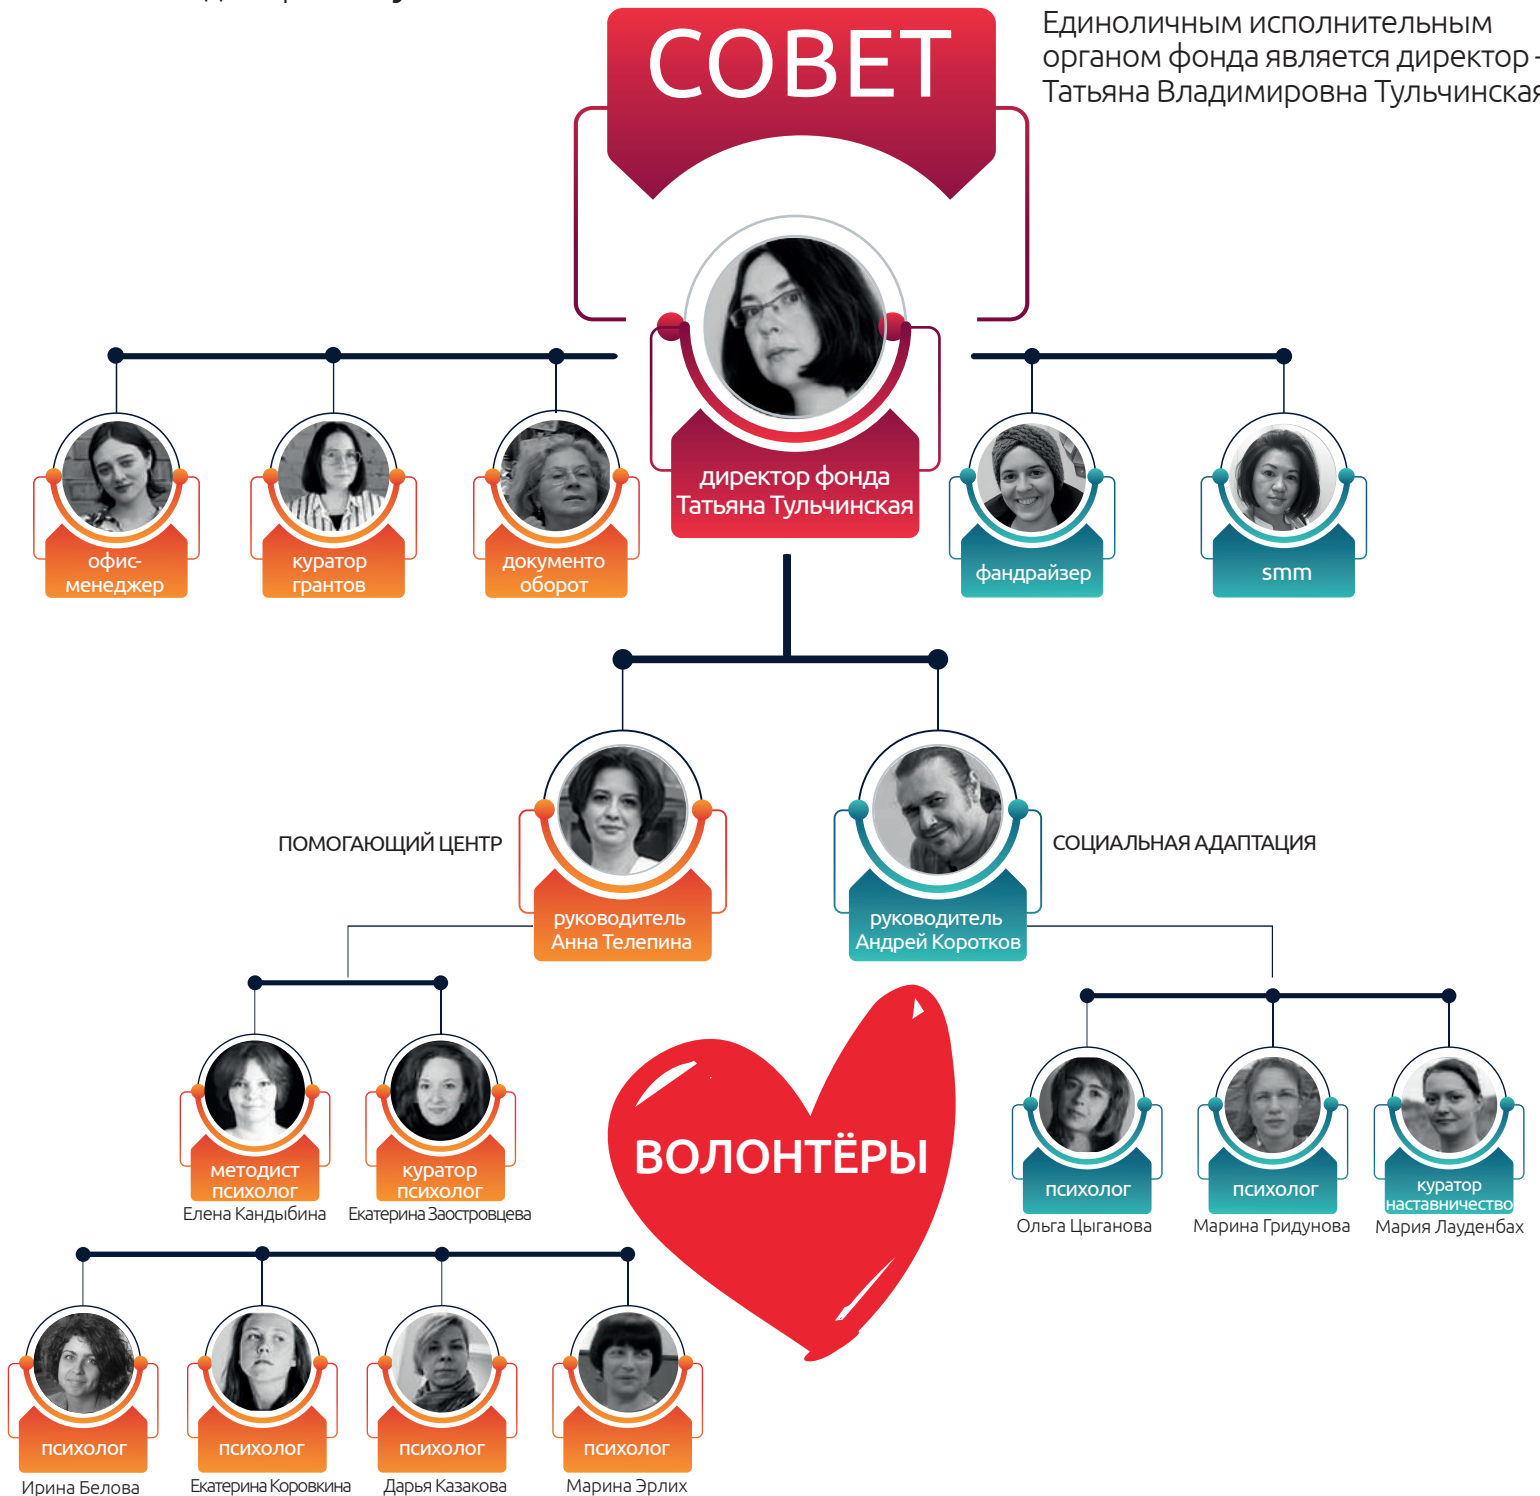 СОВЕТ
Единоличным исполнительным
органом фонда является директор -
Татьяна Владимировна Тульчинская
директор фонда
Татьяна Тульчинская
офис-
менеджер
куратор
грантов
документо
оборот
фандрайзер
smm
ПОМОГАЮЩИЙ ЦЕНТР
руководитель
Анна Телепина
руководитель
Андрей Коротков
СОЦИАЛЬНАЯ АДАПТАЦИЯ
методист
психолог
Елена Кандыбина
куратор
психолог
Екатерина Заостровцева
ВОЛОНТЁРЫ
психолог
Ольга Цыганова
психолог
Марина Гридунова
куратор
наставничество
Мария Лауденбах
психолог
Ирина Белова
психолог
Екатерина Коровкина
психолог
Дарья Казакова
психолог
Марина Эрлих